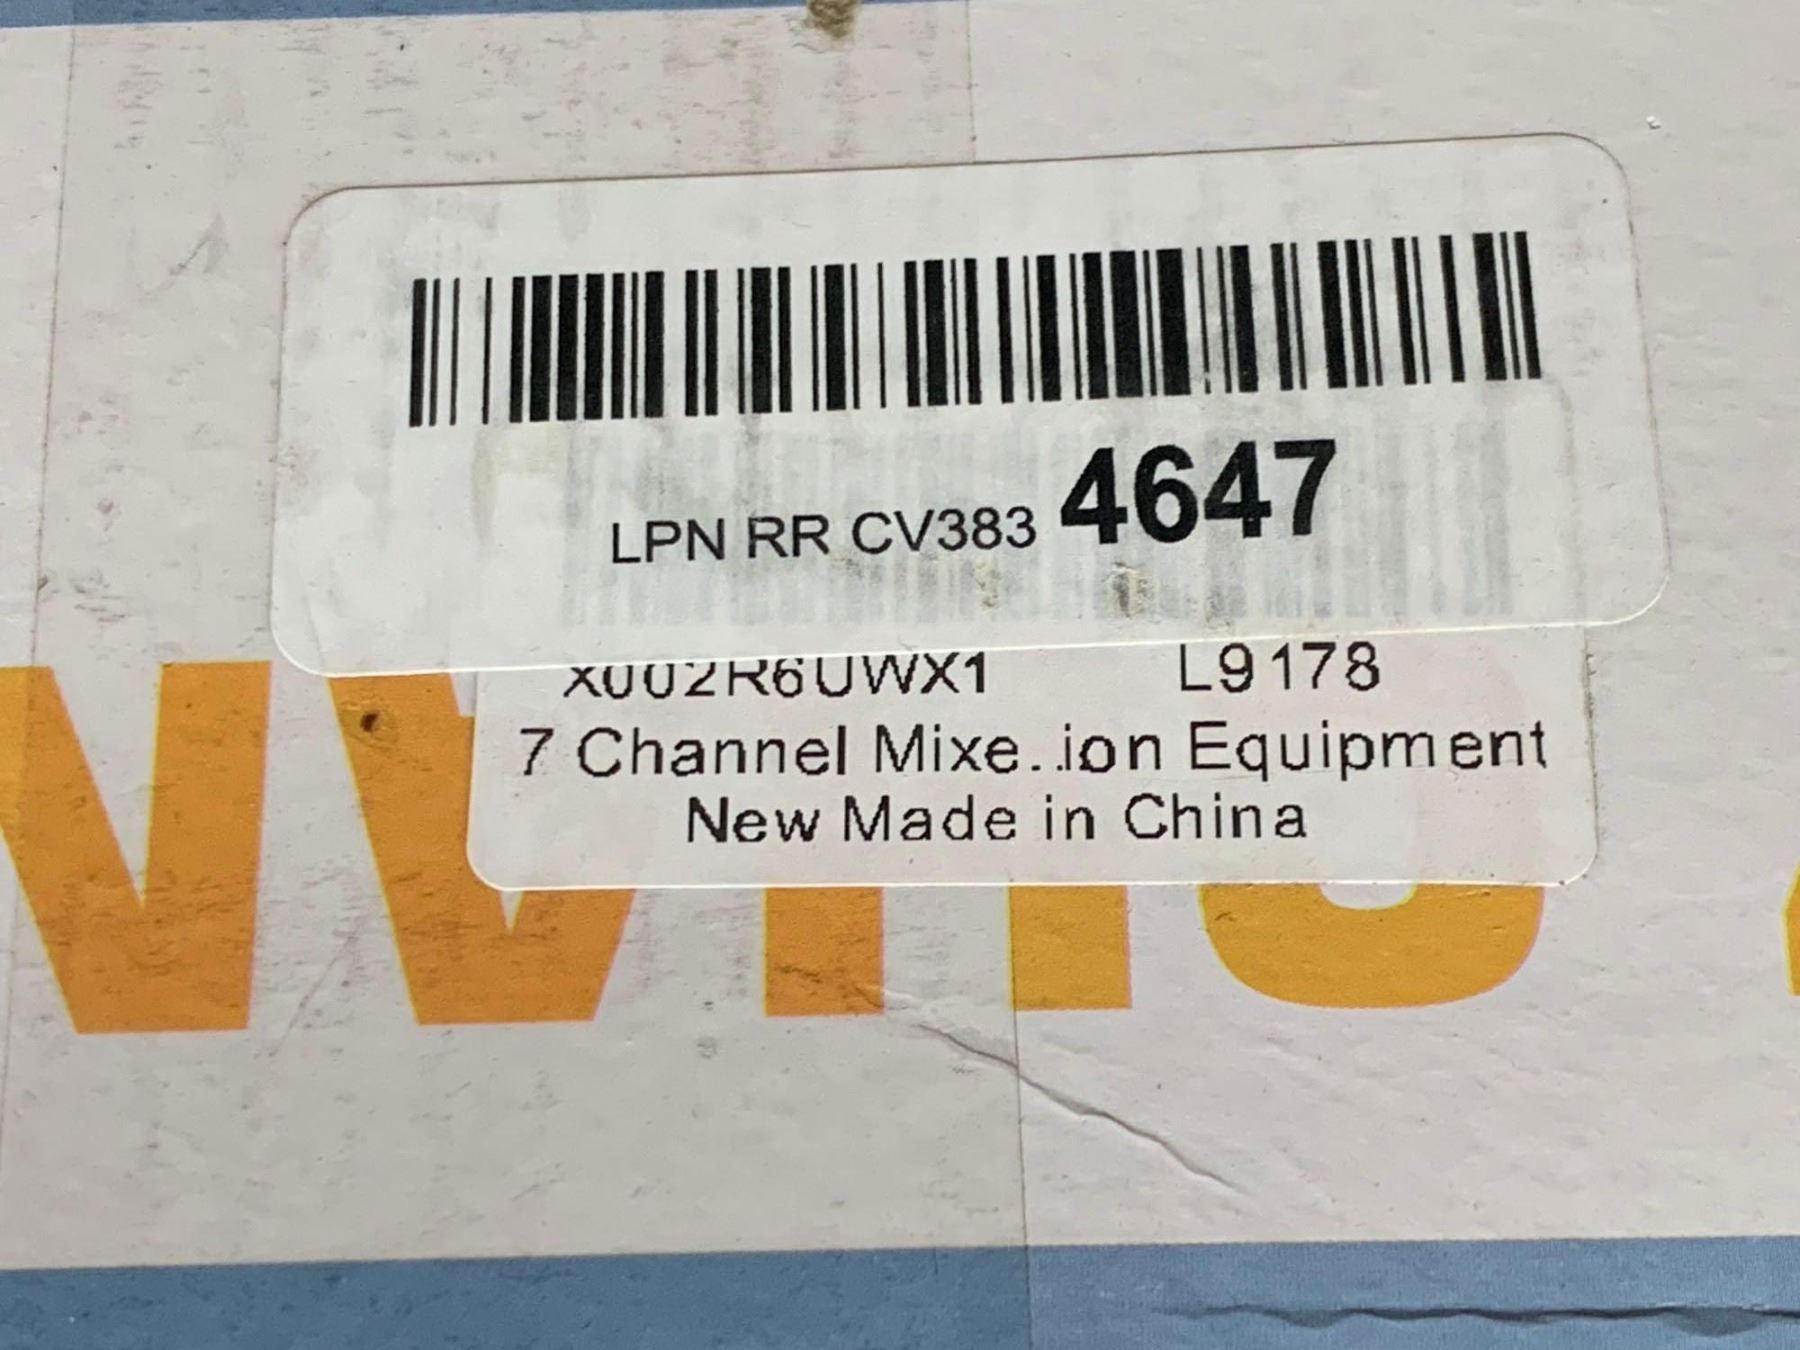 LPN RR CV383 4647
X002R6UWX1 L9178
7 Channel Mixe..ion Equipment
New Made in China